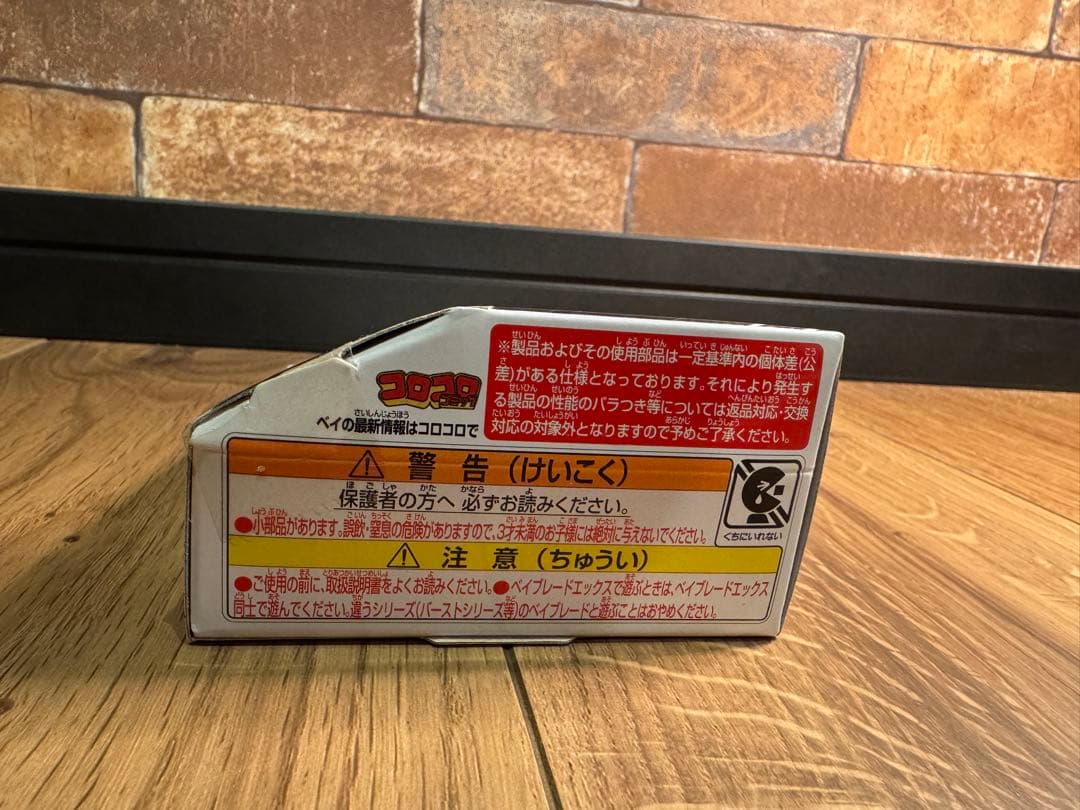 コロコロ
コミック
ベイの最新情報はコロコロで
※製品およびその使用部品は一定基準内の個体差(公
差)がある仕様となっております。それにより発生す
る製品の性能のバラつき等については返品対応・交換
対応の対象外となりますので予めご了承ください。
警告(けいこく)
保護者の方へ 必ずお読みください。
●小部品があります。誤飲・窒息の危険がありますので、3才未満のお子様には絶対に与えないでください。
くちにいれない
注意(ちゅうい)
●ご使用の前に、取扱説明書をよくお読みください。●ベイブレードエックスで遊ぶときは、ベイブレードエックス
同士で遊んでください。違うシリーズ(バーストシリーズ等)のベイブレードと遊ぶことはおやめください。